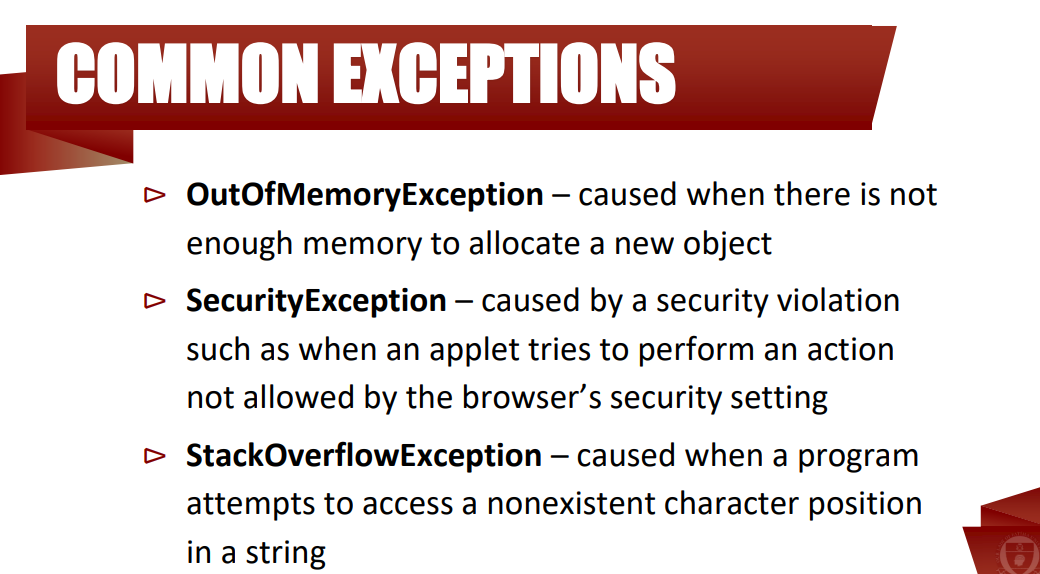 COMMON EXCEPTIONS
⊳ OutOfMemoryException – caused when there is not
enough memory to allocate a new object
⊳ SecurityException – caused by a security violation
such as when an applet tries to perform an action
not allowed by the browser’s security setting
⊳ StackOverflowException – caused when a program
attempts to access a nonexistent character position
in a string